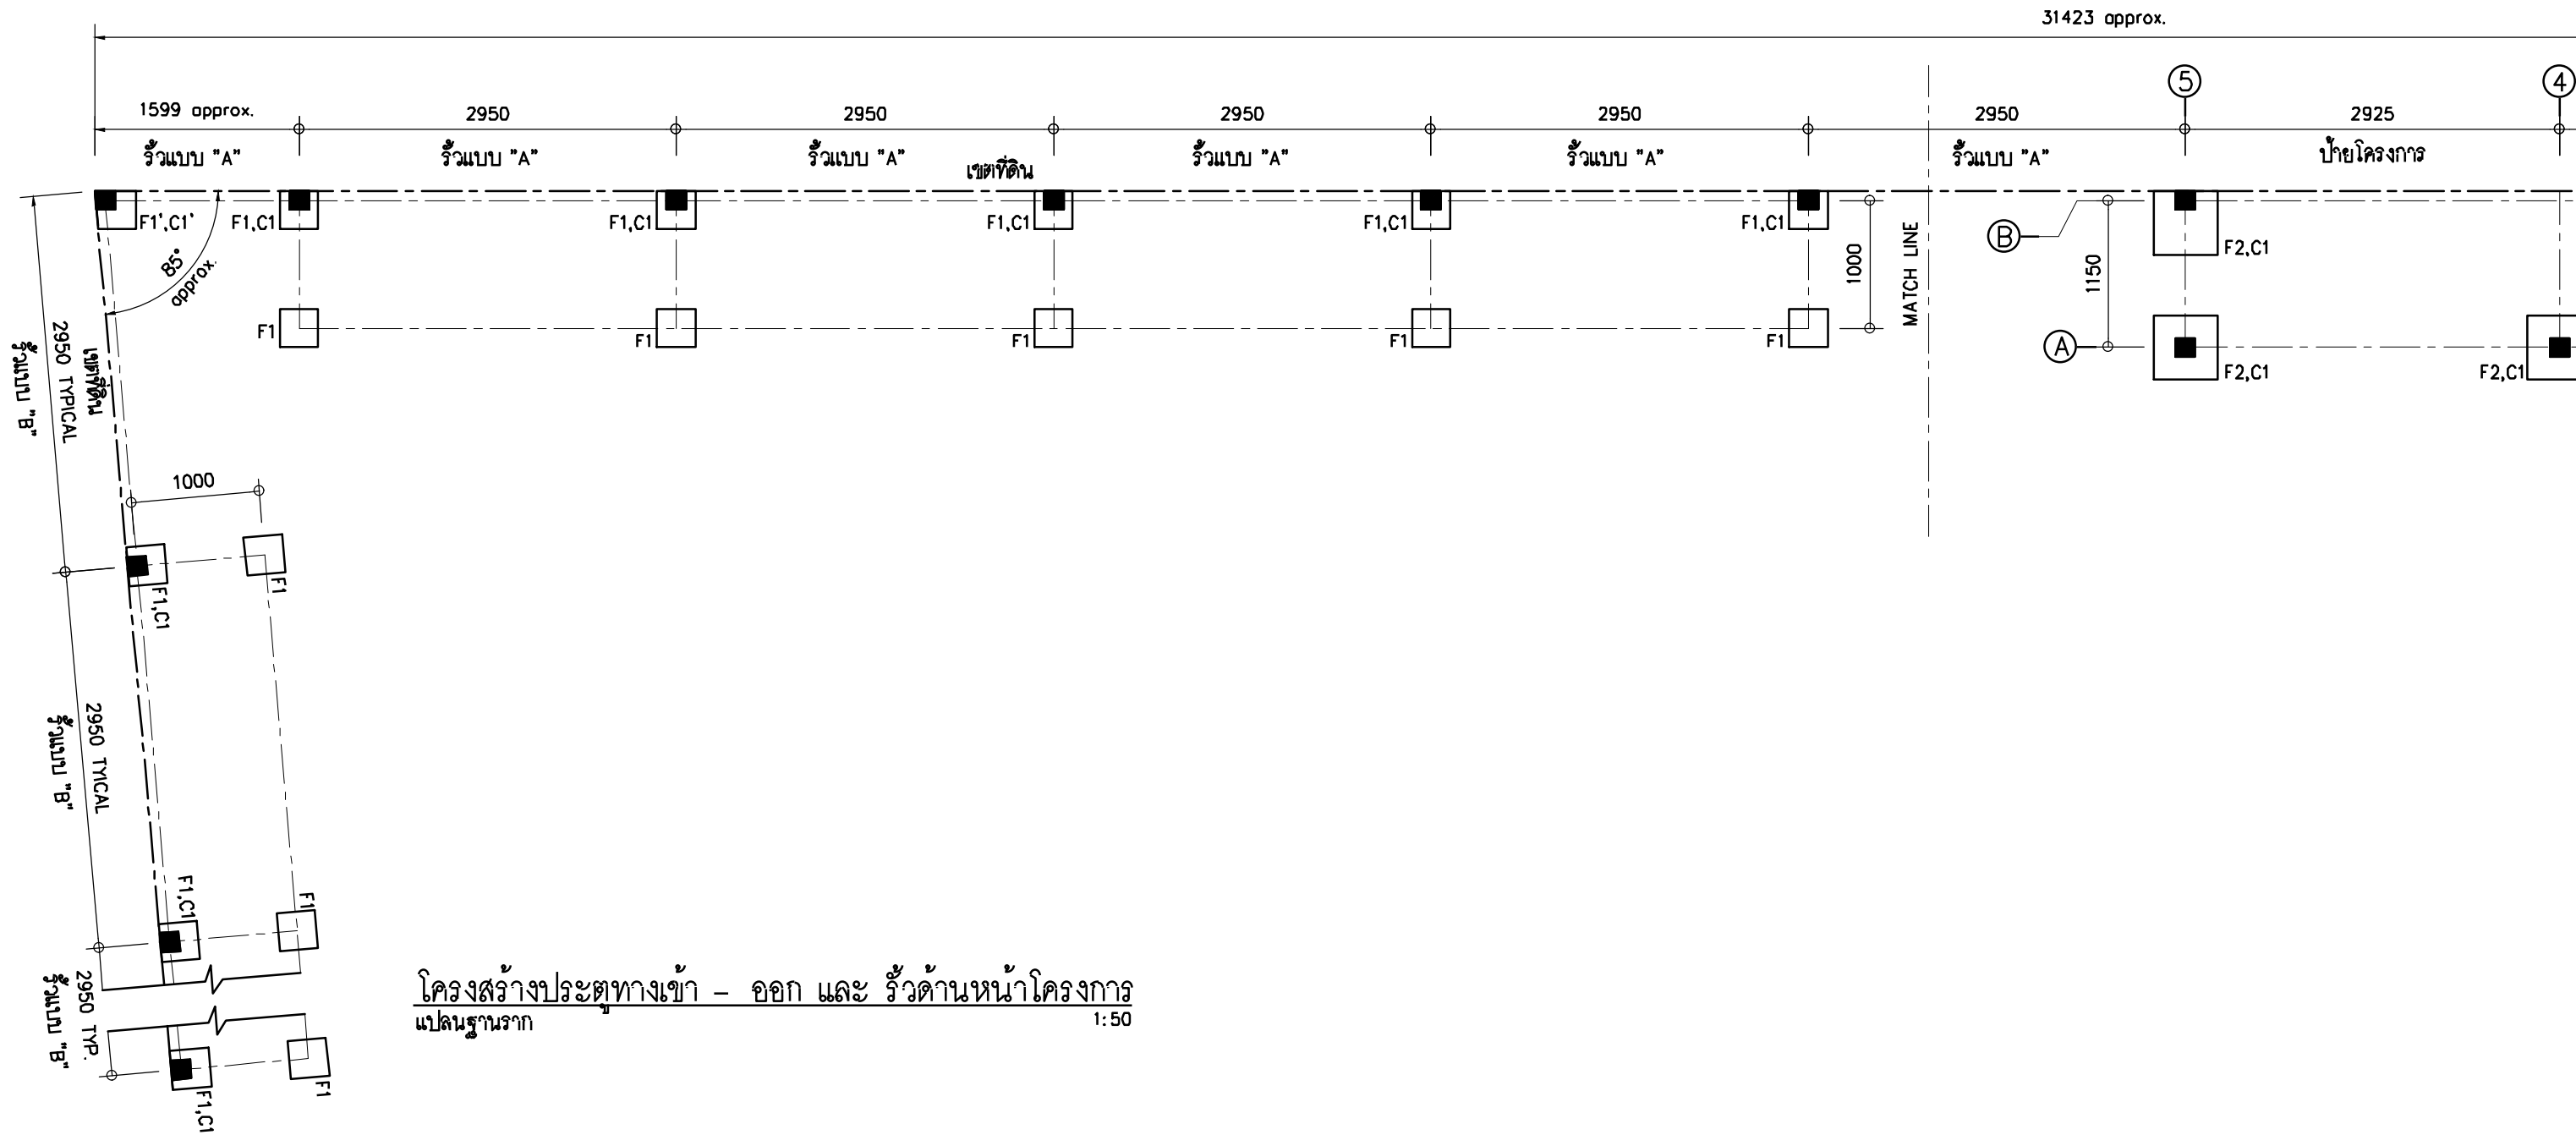 31423 approx.
5
4
1599 approx.
2950
2950
2950
2950
2950
2925
รั้วแบบ "A"
รั้วแบบ "A"
รั้วแบบ "A"
รั้วแบบ "A"
รั้วแบบ "A"
รั้วแบบ "A"
ป้ายโครงการ
เขตที่ดิน
F1',C1'
F1,C1
F1,C1
F1,C1
F1,C1
F1,C1
B
F2,C1
85°
approx.
1000
MATCH LINE
1150
F1
F1
F1
F1
F1
A
F2,C1
F2,C1
2950 TYPICAL
รั้วแบบ "B"
เขตที่ดิน
1000
F1,C1
F1
2950 TYICAL
รั้วแบบ "B"
F1,C1
F1
2950 TYP.
รั้วแบบ "B"
F1,C1
F1
โครงสร้างประตูทางเข้า - ออก และ รั้วด้านหน้าโครงการ
แปลนฐานราก 1:50